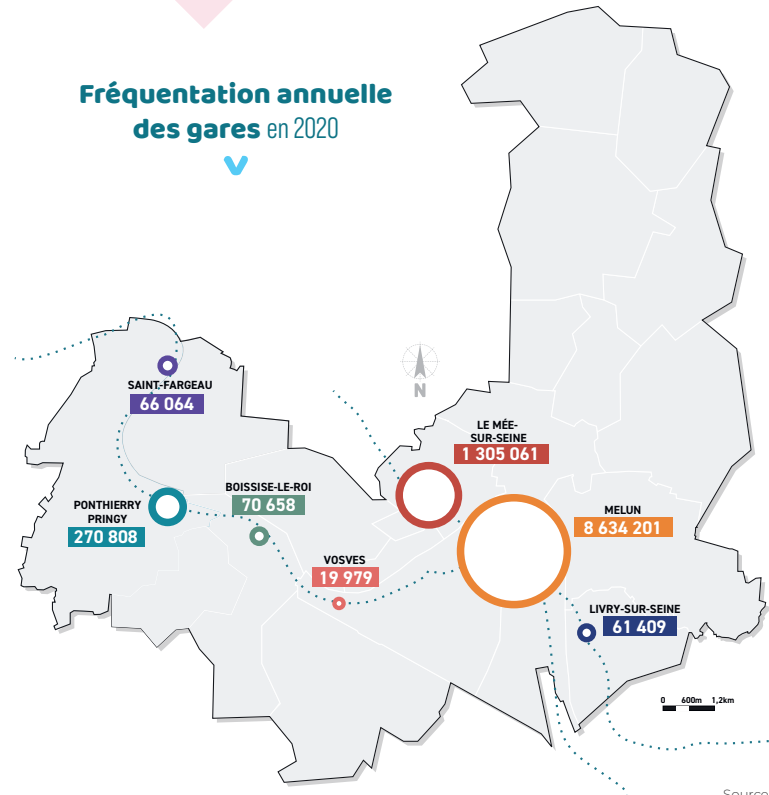 Fréquentation annuelle
des gares en 2020
N
SAINT-FARGEAU
66 064
LE MÉE-
SUR-SEINE
1 305 061
BOISSISE-LE-ROI
70 658
PONTHIERRY
PRINGY
270 808
MELUN
8 634 201
VOSVES
19 979
LIVRY-SUR-SEINE
61 409
0 600m 1,2km
Source